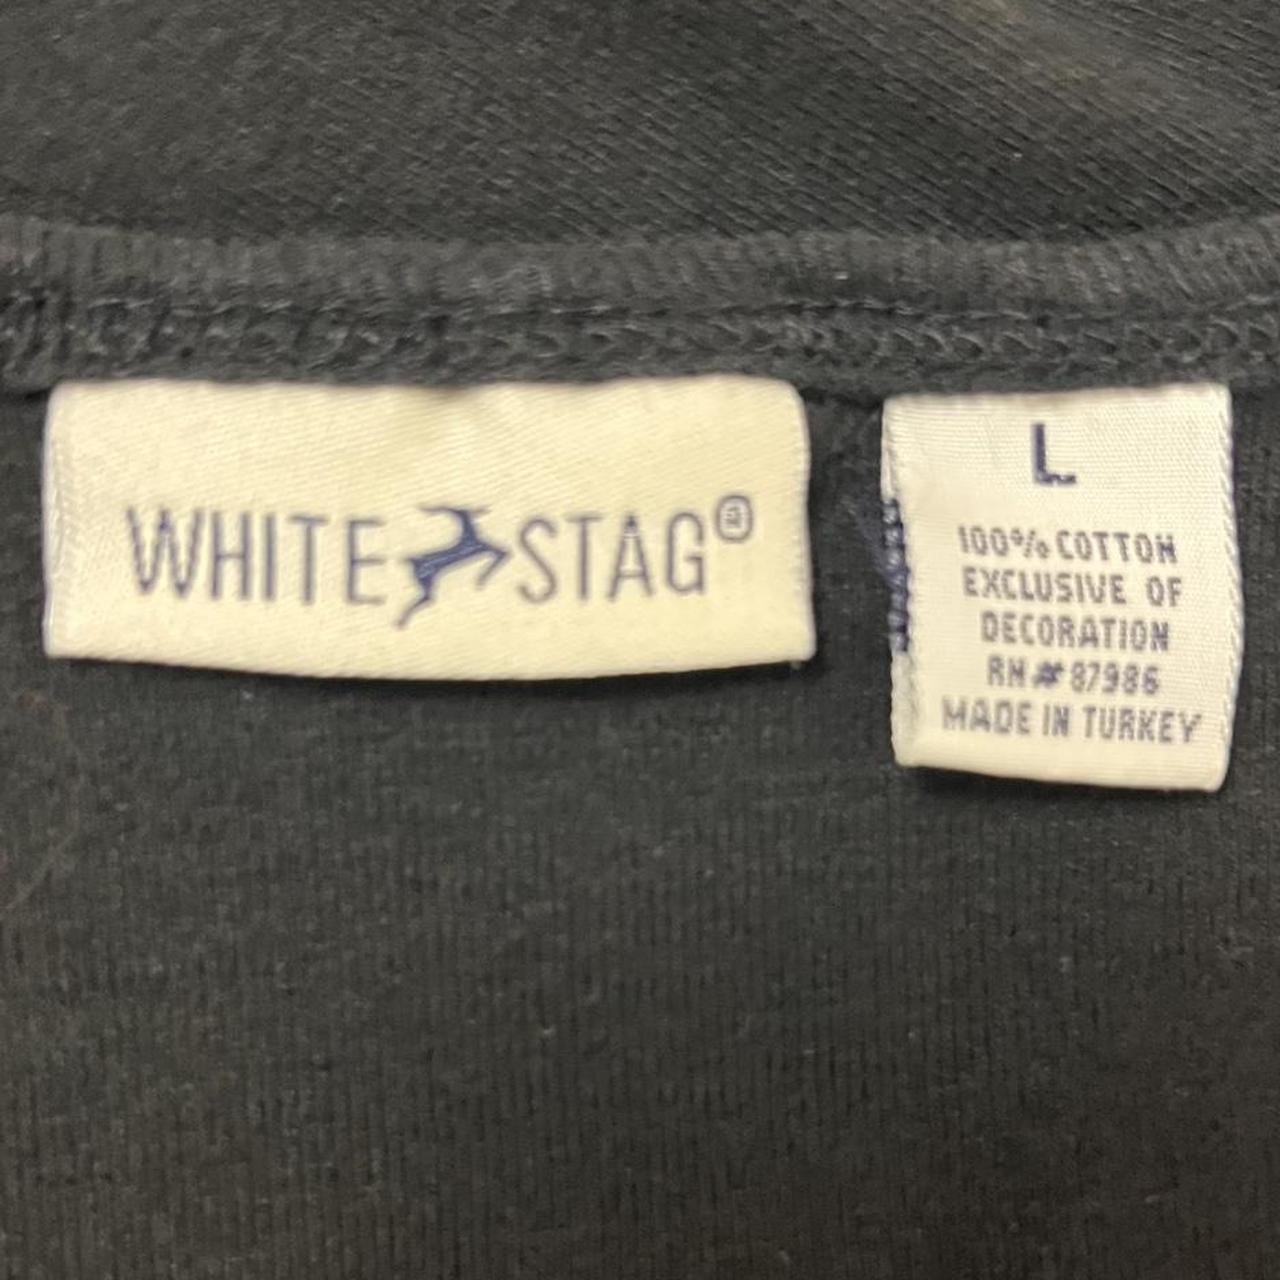 WHITE STAG®
L
100% COTTON
EXCLUSIVE OF
DECORATION
RN # 87986
MADE IN TURKEY